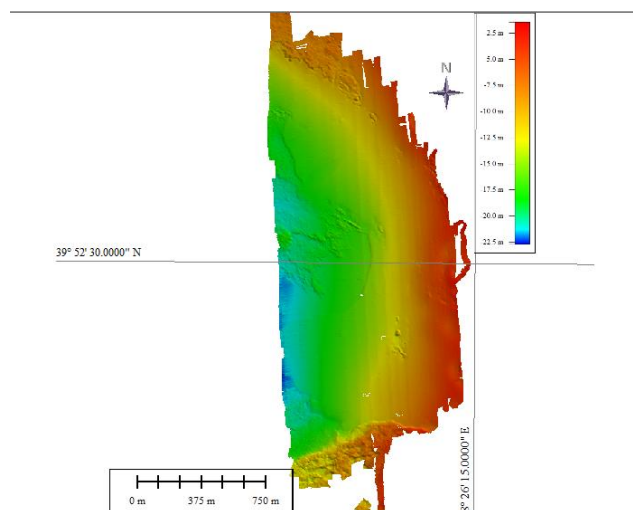 2.5 m
5.0 m
N
-7.5 m
-10.0 m
-12.5 m
-15.0 m
17.5 m
20.0 m
22.5 m
39° 52' 30.0000" N
8° 26' 15.0000" E
0 m 375 m 750 m